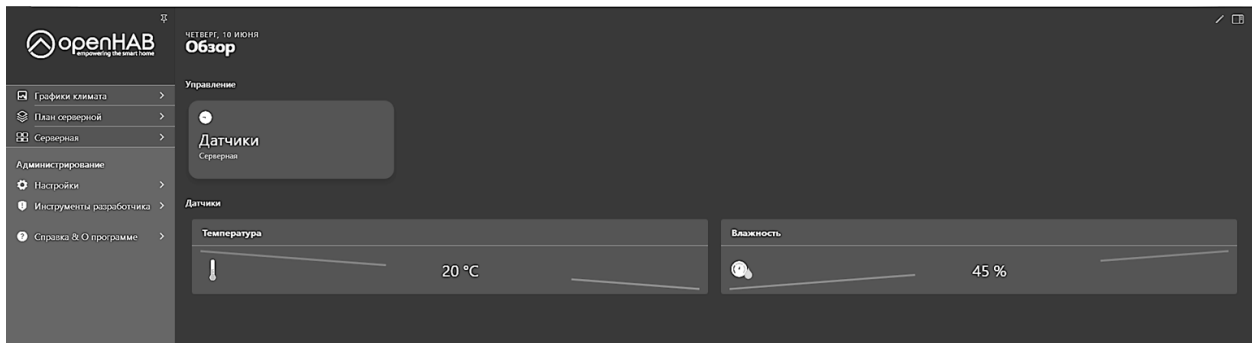 openHAB
empowering the smart home
Графики климата
План серверной
Серверная
Администрирование
Настройки
Инструменты разработчика
Справка & О программе
ЧЕТВЕРГ, 10 ИЮНЯ
Обзор
Управление
Датчики
Серверная
Датчики
Температура
20 °C
Влажность
45 %